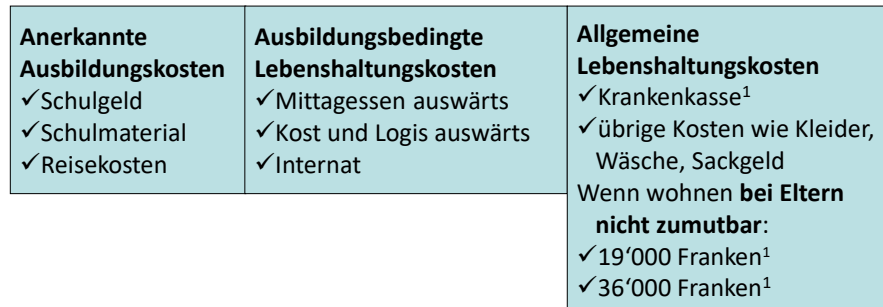 Anerkannte
Ausbildungskosten
✓Schulgeld
✓Schulmaterial
✓Reisekosten
Ausbildungsbedingte
Lebenshaltungskosten
✓Mittagessen auswärts
✓Kost und Logis auswärts
✓Internat
Allgemeine
Lebenshaltungskosten
✓Krankenkasse¹
✓übrige Kosten wie Kleider,
Wäsche, Sackgeld
Wenn wohnen bei Eltern
nicht zumutbar:
✓19‘000 Franken¹
✓36‘000 Franken¹